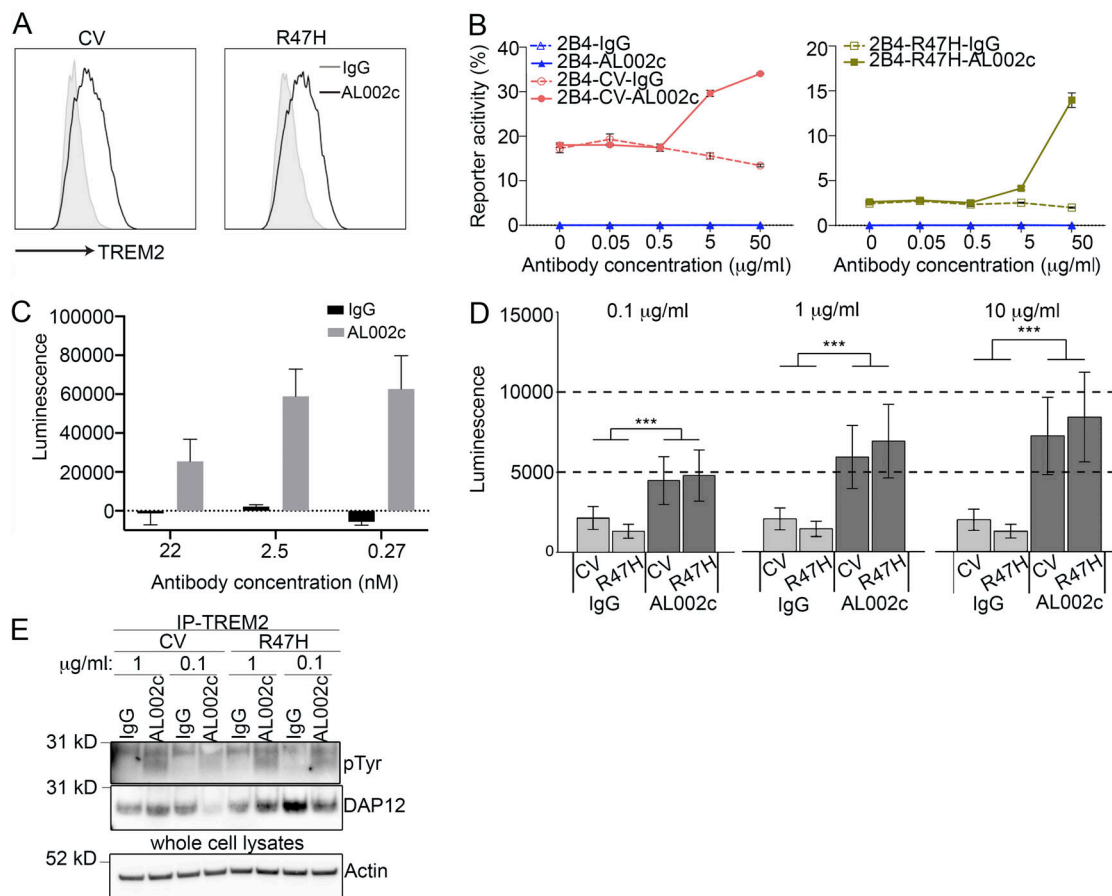 A
CV
R47H
IgG
AL002c
TREM2
B
2B4-IgG
2B4-AL002c
2B4-CV-IgG
2B4-CV-AL002c
Reporter acitivity (%)
40
30
20
10
0
0 0.05 0.5 5 50
Antibody concentration (μg/ml)
2B4-R47H-IgG
2B4-R47H-AL002c
20
15
10
5
0
0 0.05 0.5 5 50
Antibody concentration (μg/ml)
C
IgG
AL002c
Luminescence
100000
80000
60000
40000
20000
0
22 2.5 0.27
Antibody concentration (nM)
D
Luminescence
15000
10000
5000
0
0.1 μg/ml
***
CV R47H CV R47H
IgG AL002c
1 μg/ml
***
CV R47H CV R47H
IgG AL002c
10 μg/ml
***
CV R47H CV R47H
IgG AL002c
E
IP-TREM2
CV R47H
μg/ml: 1 0.1 1 0.1
IgG AL002c IgG AL002c IgG AL002c IgG AL002c
31 kD
pTyr
31 kD
DAP12
whole cell lysates
52 kD
Actin